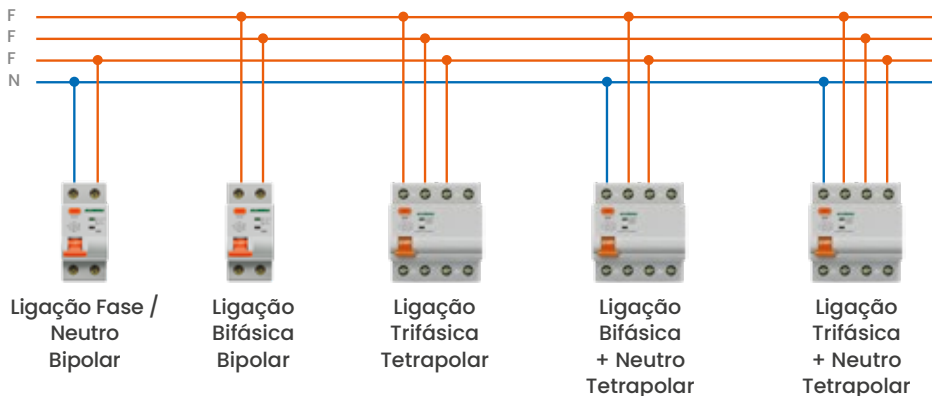 F
F
F
N
Ligação Fase /
Neutro
Bipolar
Ligação
Bifásica
Bipolar
Ligação
Trifásica
Tetrapolar
Ligação
Bifásica
+ Neutro
Tetrapolar
Ligação
Trifásica
+ Neutro
Tetrapolar